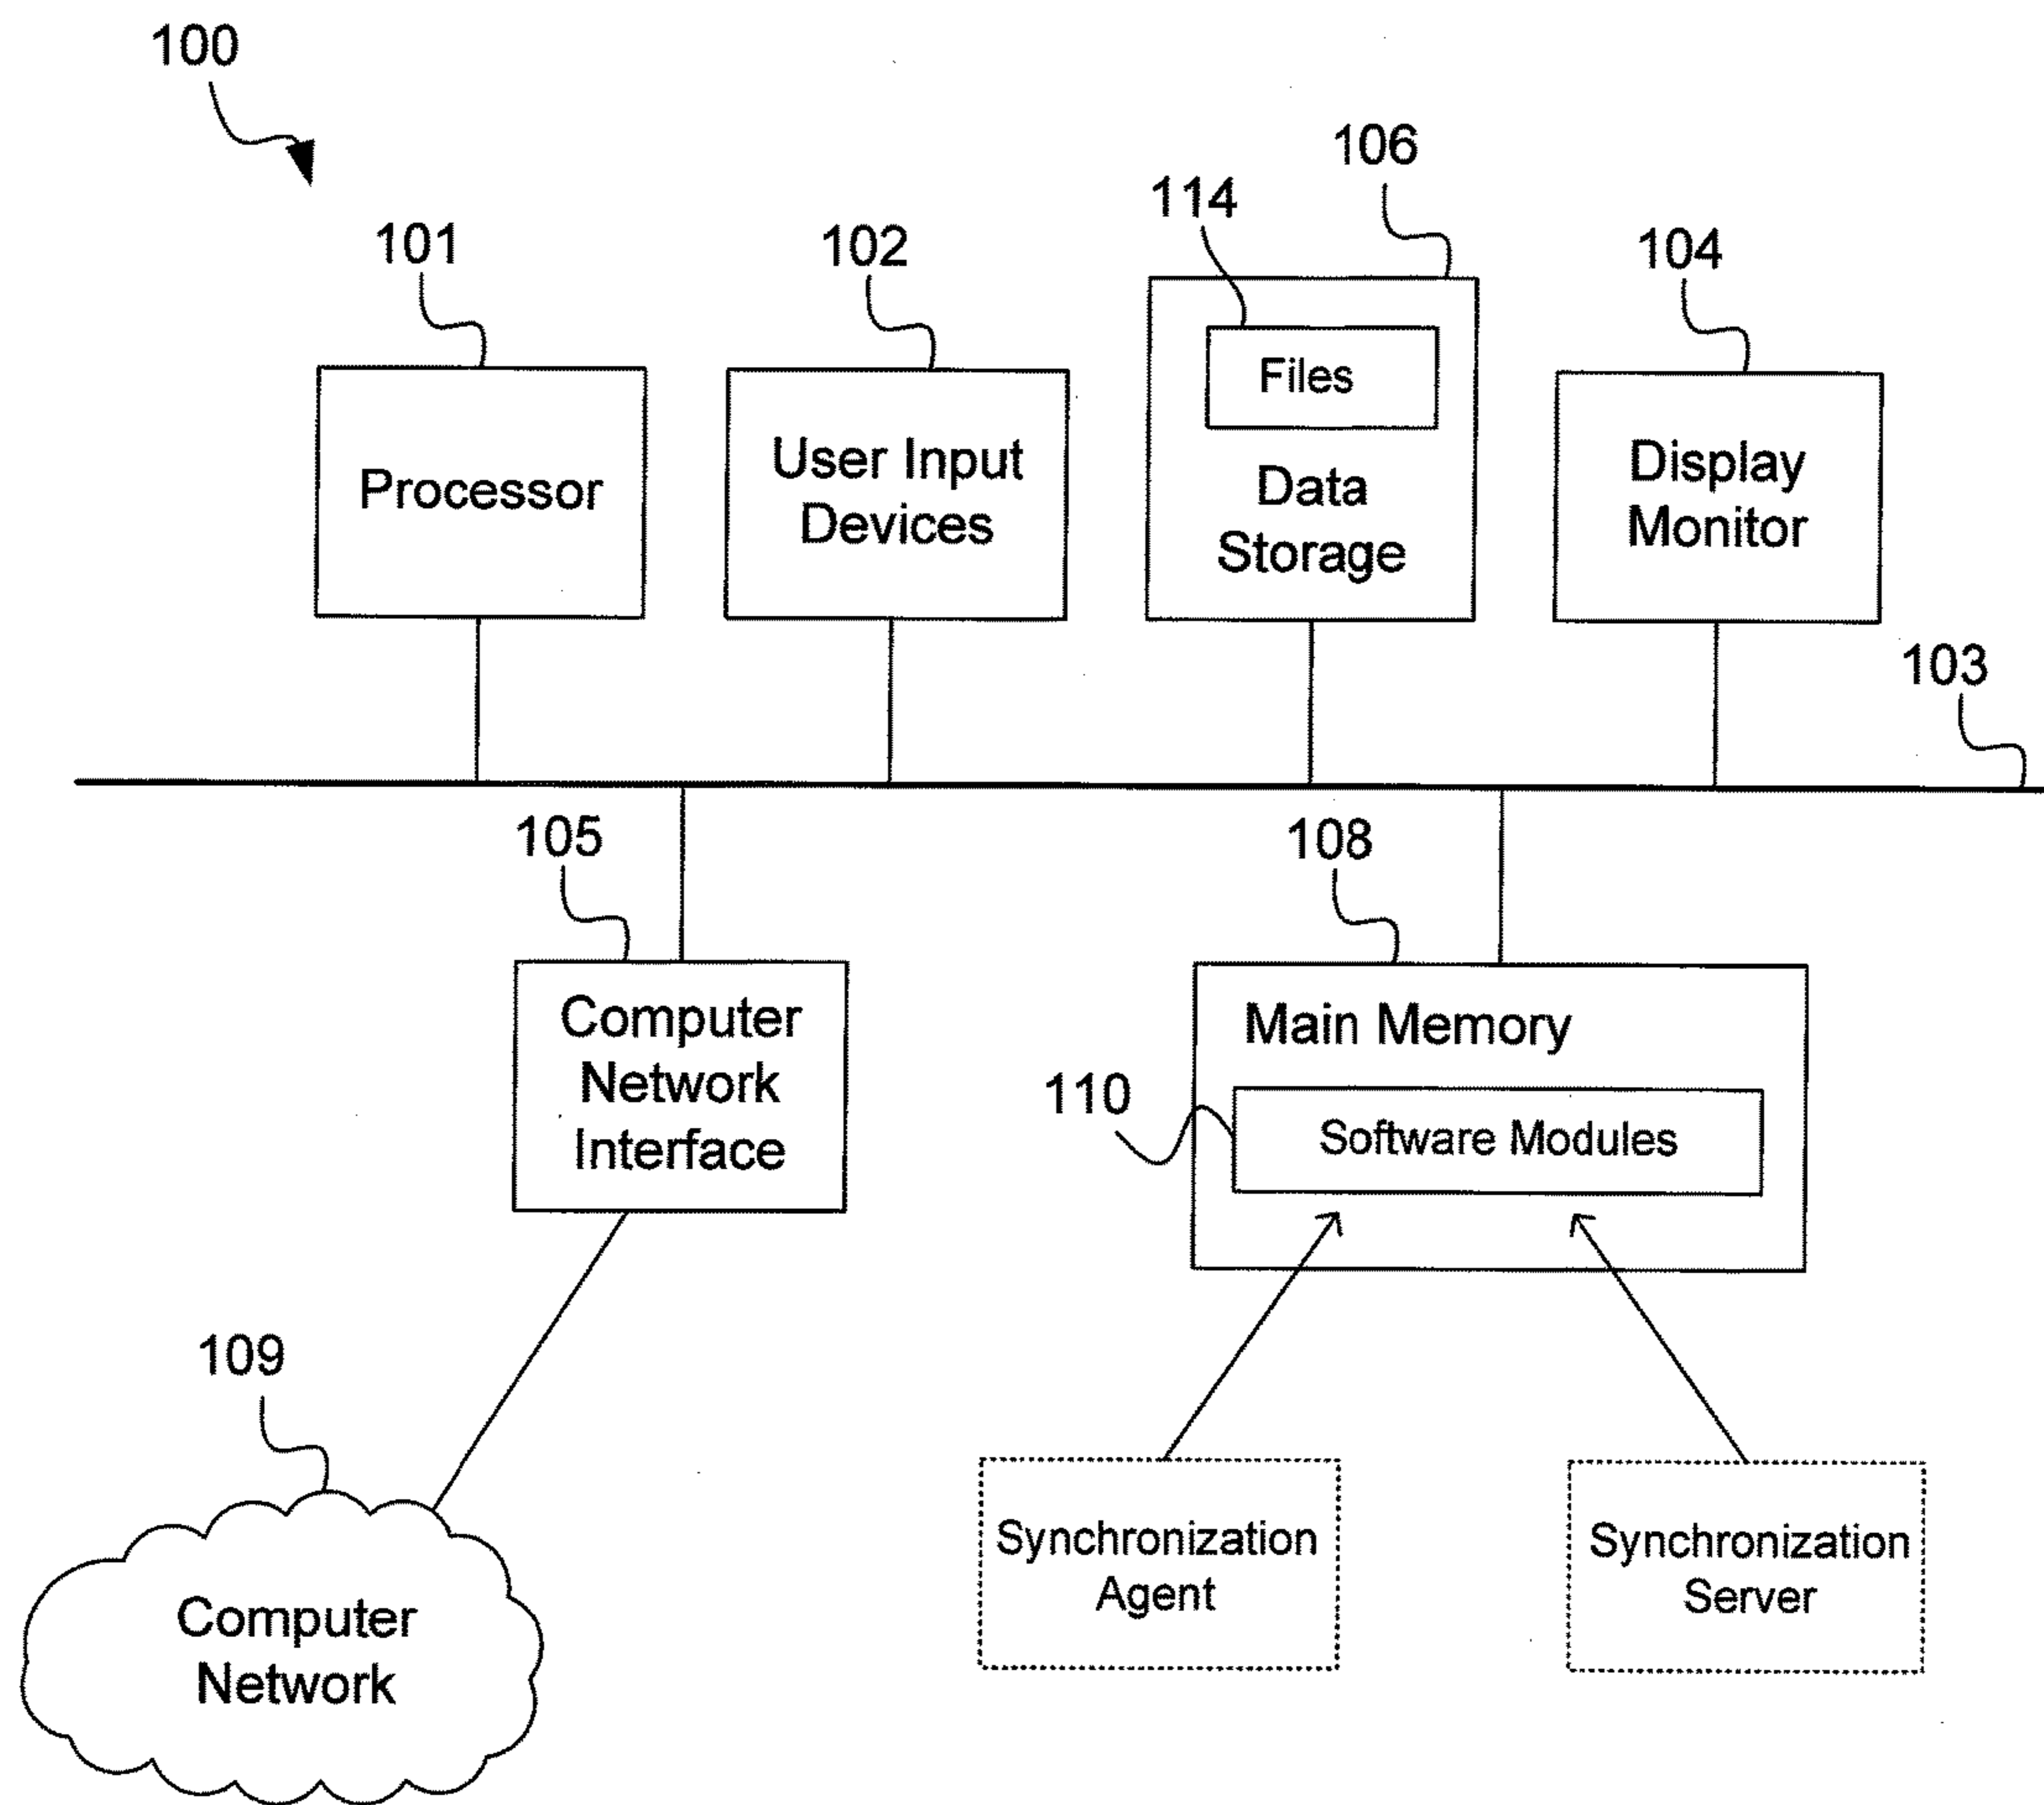 100
106
114
101
102
104
Files
Processor
User Input
Devices
Data
Storage
Display
Monitor
103
105
108
Computer
Network
Interface
Main Memory
110
Software Modules
109
Synchronization
Agent
Synchronization
Server
Computer
Network